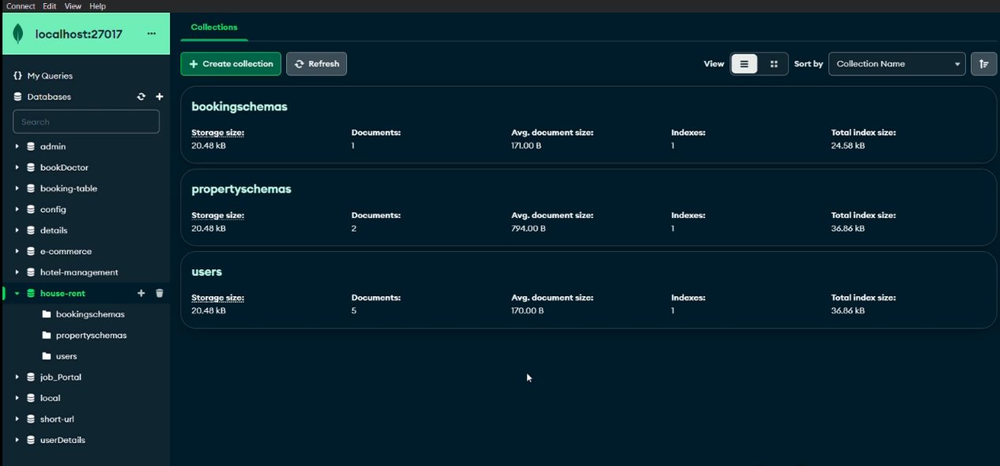 Connect Edit View Help
localhost:27017 ...
{} My Queries
Databases
Search
admin
bookDoctor
booking-table
config
details
e-commerce
hotel-management
house-rent
bookingschemas
propertyschemas
users
job_Portal
local
short-url
userDetails
Collections
+ Create collection Refresh View Sort by Collection Name
bookingschemas
Storage size: Documents: Avg. document size: Indexes: Total index size:
20.48 kB 1 171.00 B 1 24.58 kB
propertyschemas
Storage size: Documents: Avg. document size: Indexes: Total index size:
20.48 kB 2 794.00 B 1 36.86 kB
users
Storage size: Documents: Avg. document size: Indexes: Total index size:
20.48 kB 5 170.00 B 1 36.86 kB